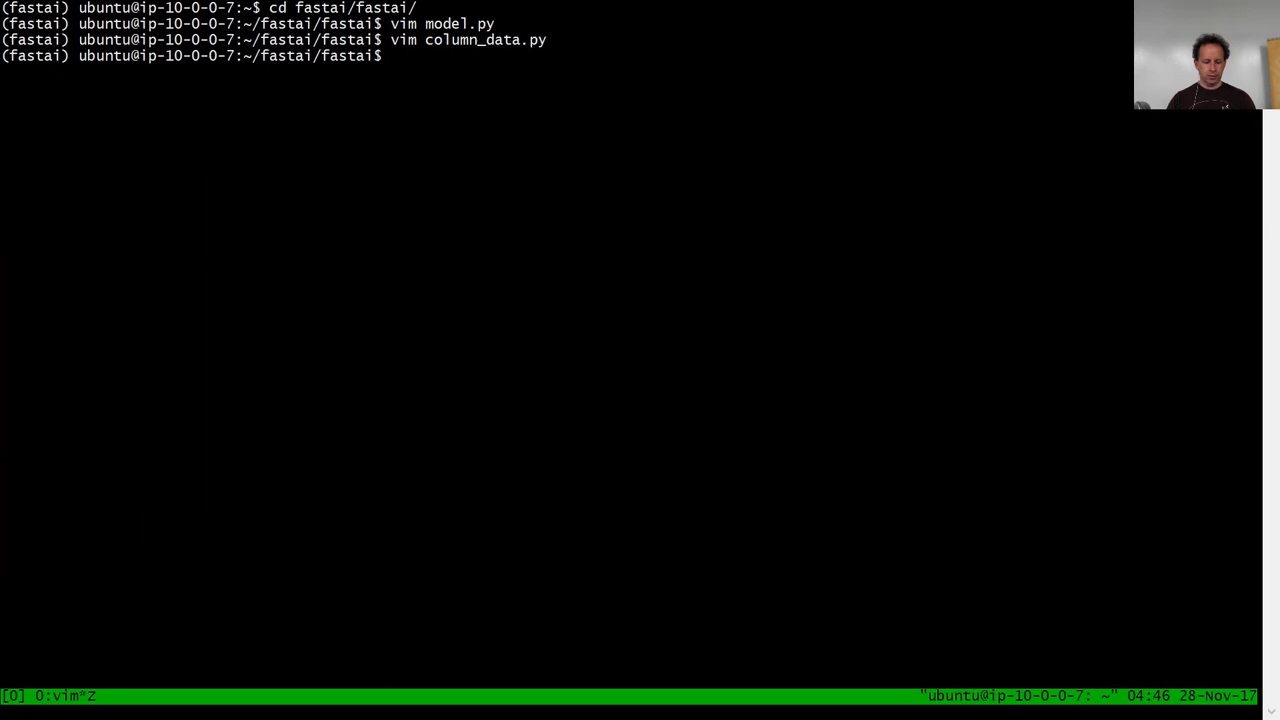 (fastai) ubuntu@ip-10-0-0-7:~$ cd fastai/fastai/
(fastai) ubuntu@ip-10-0-0-7:~/fastai/fastai$ vim model.py
(fastai) ubuntu@ip-10-0-0-7:~/fastai/fastai$ vim column_data.py
(fastai) ubuntu@ip-10-0-0-7:~/fastai/fastai$
[0] 0:vim*Z "ubuntu@ip-10-0-0-7: ~" 04:46 28-Nov-17